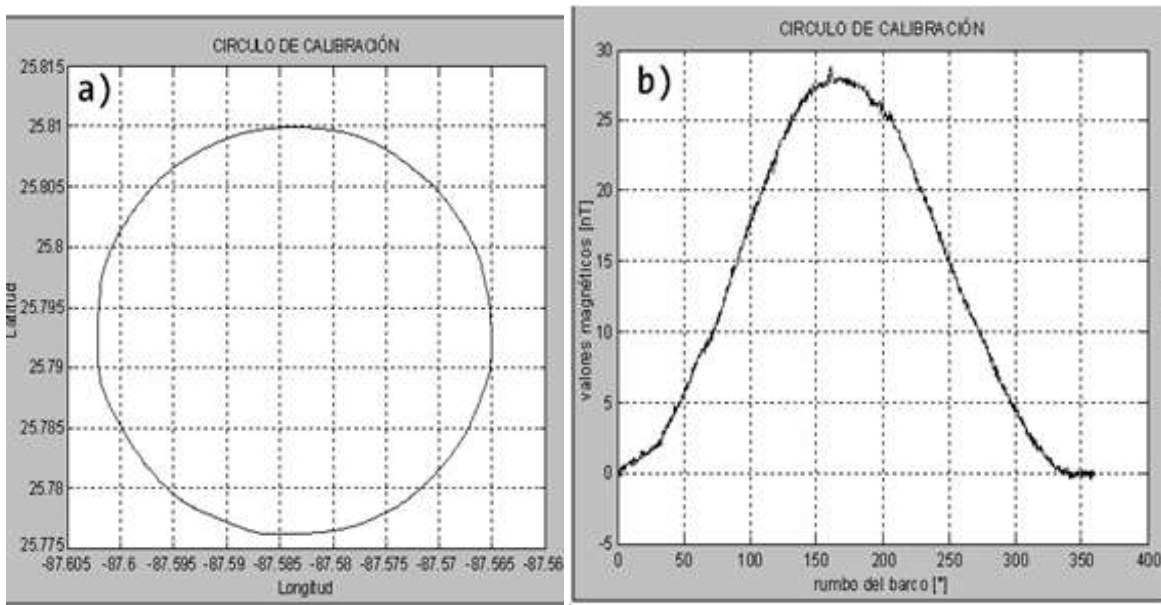 CIRCULO DE CALIBRACIÓN
a)
25.815
25.81
25.805
25.8
25.795
25.79
25.785
25.78
25.775
Latitud
-87.605 -87.6 -87.595 -87.59 -87.585 -87.58 -87.575 -87.57 -87.565 -87.56
Longitud
CIRCULO DE CALIBRACIÓN
b)
30
25
20
15
10
5
0
-5
valores magnéticos [nT]
0 50 100 150 200 250 300 350 400
rumbo del barco [°]